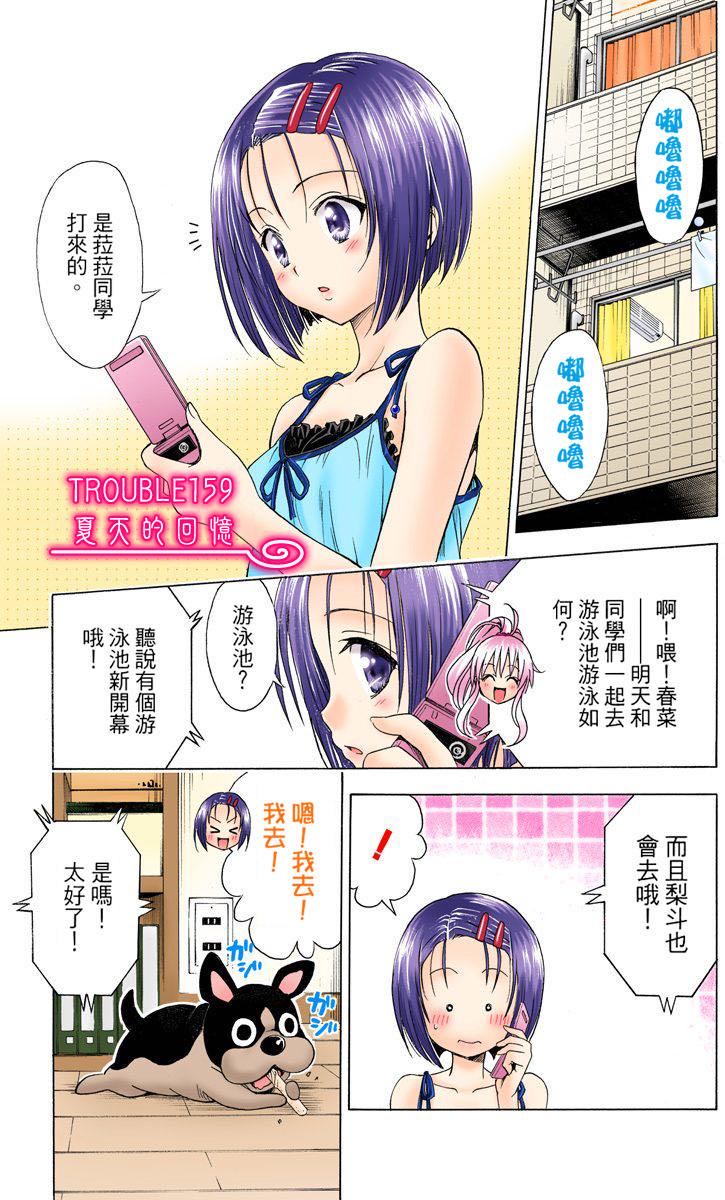 嘟嚕嚕嚕
嘟嚕嚕嚕
是菈菈同學
打來的。
TROUBLE159
夏天的回憶
啊！喂！春菜
——明天和
同學們一起去
游泳池游泳如
何？
游泳池？
聽說有個游
泳池新開幕
哦！
而且梨斗也
會去哦！
！
嗯！我去！
我去！
是嗎！
太好了！
ガジ
ガジ